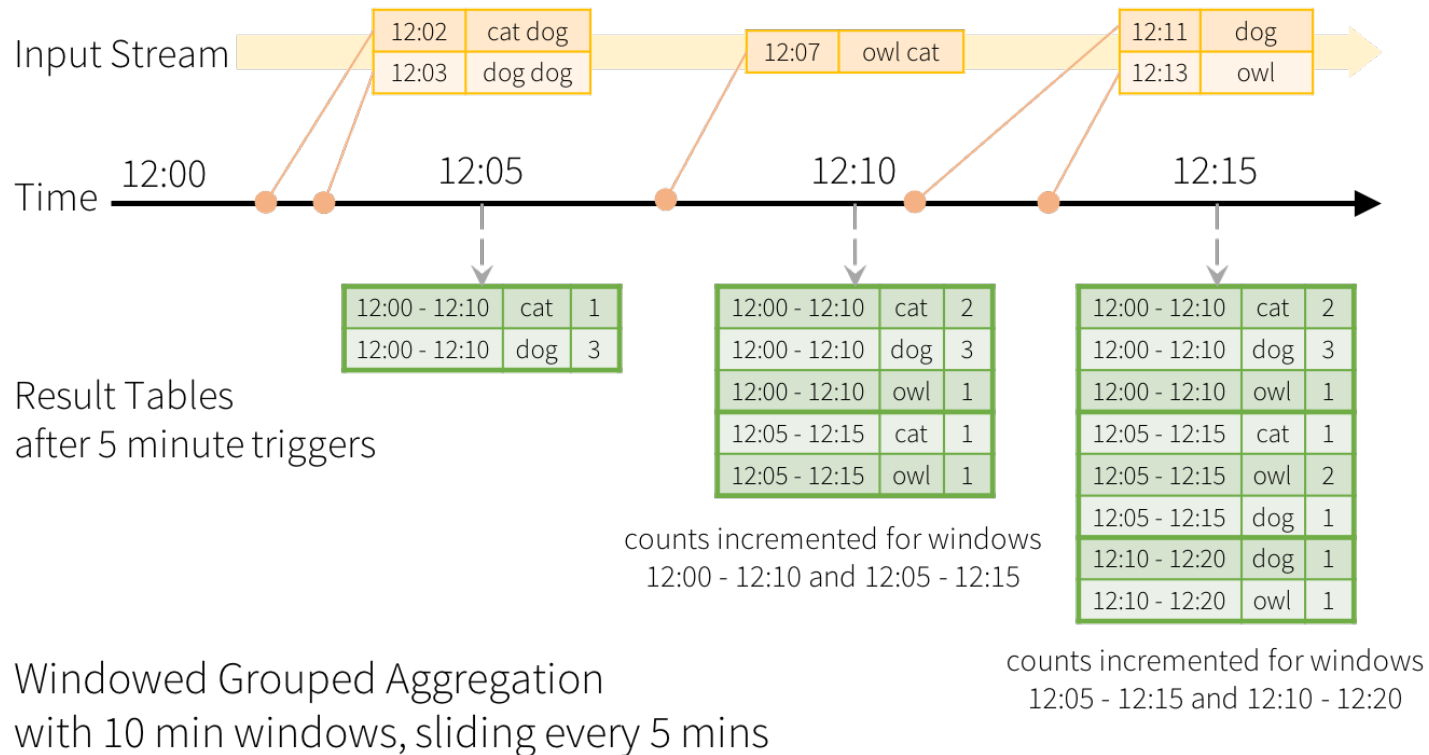 Input Stream
12:02 cat dog
12:03 dog dog
12:07 owl cat
12:11 dog
12:13 owl
Time
12:00 12:05 12:10 12:15
Result Tables
after 5 minute triggers
12:00 - 12:10 cat 1
12:00 - 12:10 dog 3
12:00 - 12:10 cat 2
12:00 - 12:10 dog 3
12:00 - 12:10 owl 1
12:05 - 12:15 cat 1
12:05 - 12:15 owl 1
counts incremented for windows
12:00 - 12:10 and 12:05 - 12:15
12:00 - 12:10 cat 2
12:00 - 12:10 dog 3
12:00 - 12:10 owl 1
12:05 - 12:15 cat 1
12:05 - 12:15 owl 2
12:05 - 12:15 dog 1
12:10 - 12:20 dog 1
12:10 - 12:20 owl 1
counts incremented for windows
12:05 - 12:15 and 12:10 - 12:20
Windowed Grouped Aggregation
with 10 min windows, sliding every 5 mins